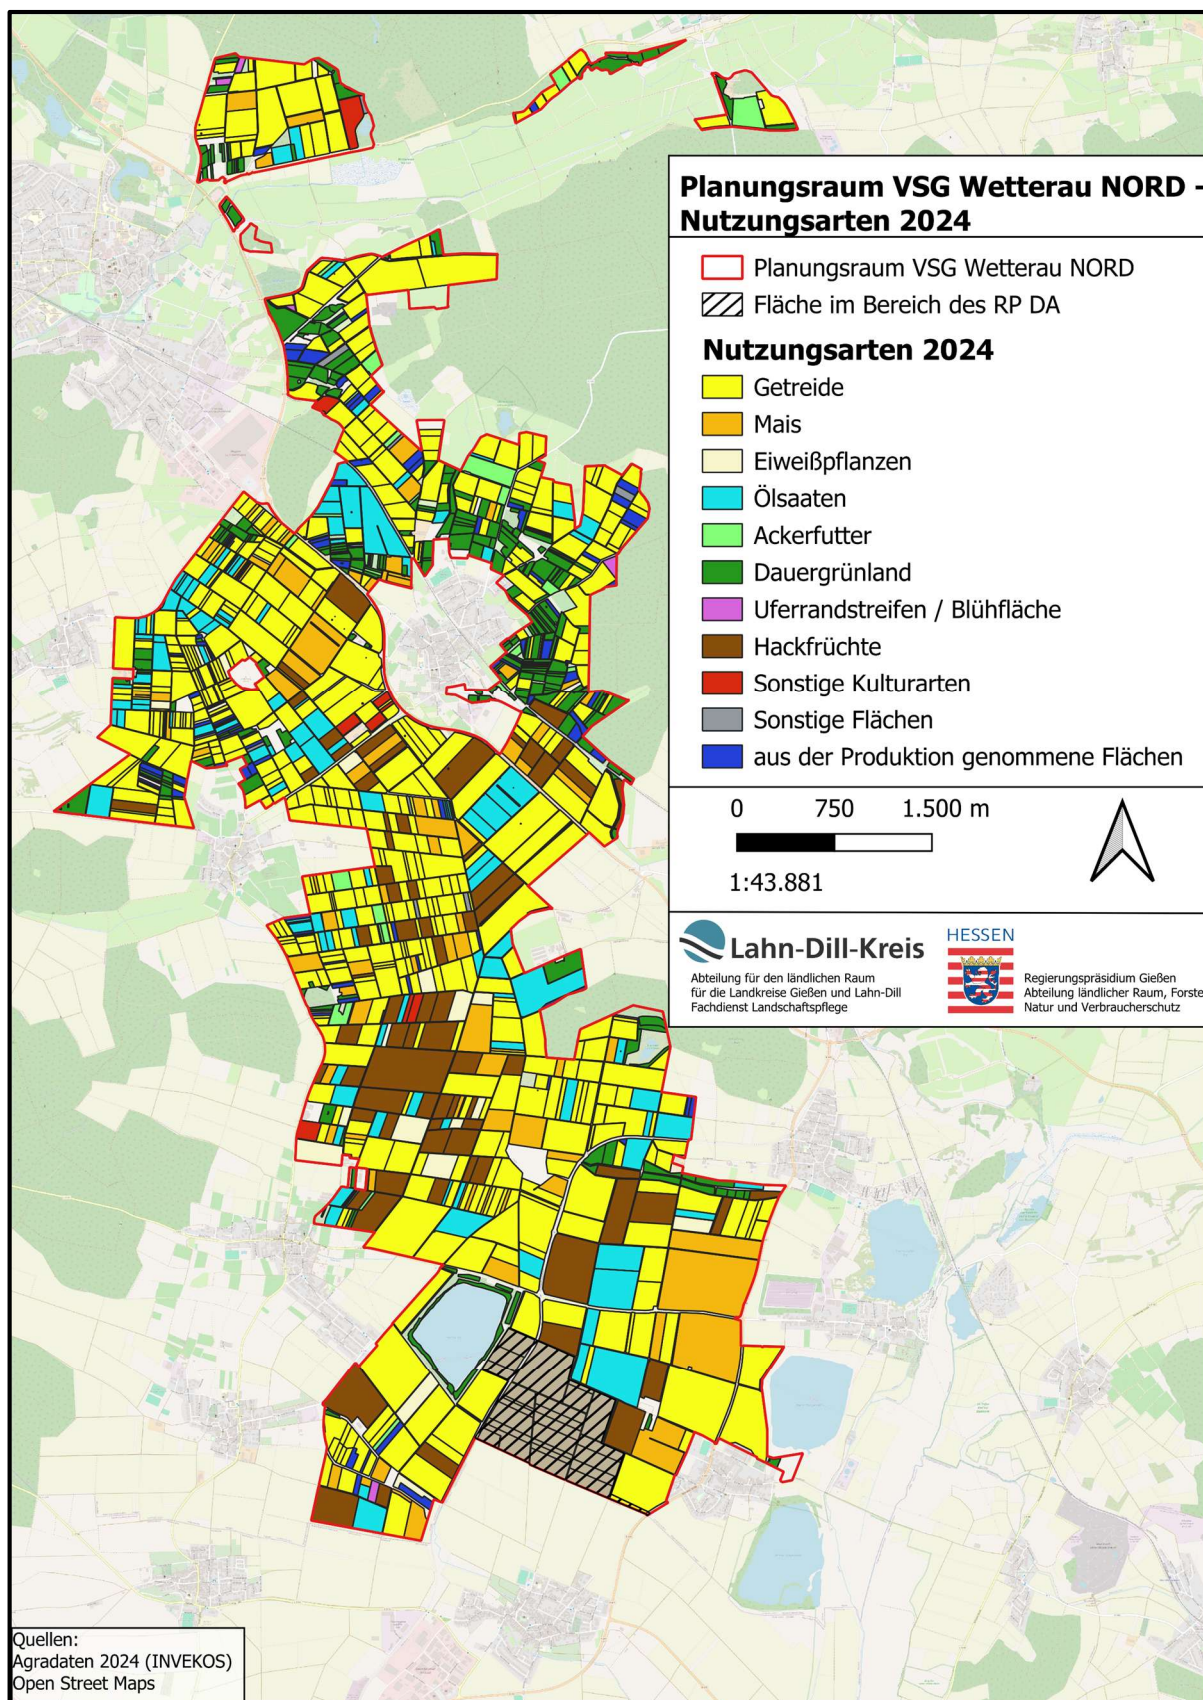 Planungsraum VSG Wetterau NORD -
Nutzungsarten 2024
Planungsraum VSG Wetterau NORD
Fläche im Bereich des RP DA
Nutzungsarten 2024
Getreide
Mais
Eiweißpflanzen
Ölsaaten
Ackerfutter
Dauergrünland
Uferrandstreifen / Blühfläche
Hackfrüchte
Sonstige Kulturarten
Sonstige Flächen
aus der Produktion genommene Flächen
0 750 1.500 m
1:43.881
Lahn-Dill-Kreis
Abteilung für den ländlichen Raum
für die Landkreise Gießen und Lahn-Dill
Fachdienst Landschaftspflege
HESSEN
Regierungspräsidium Gießen
Abteilung ländlicher Raum, Forste
Natur und Verbraucherschutz
Quellen:
Agradaten 2024 (INVEKOS)
Open Street Maps